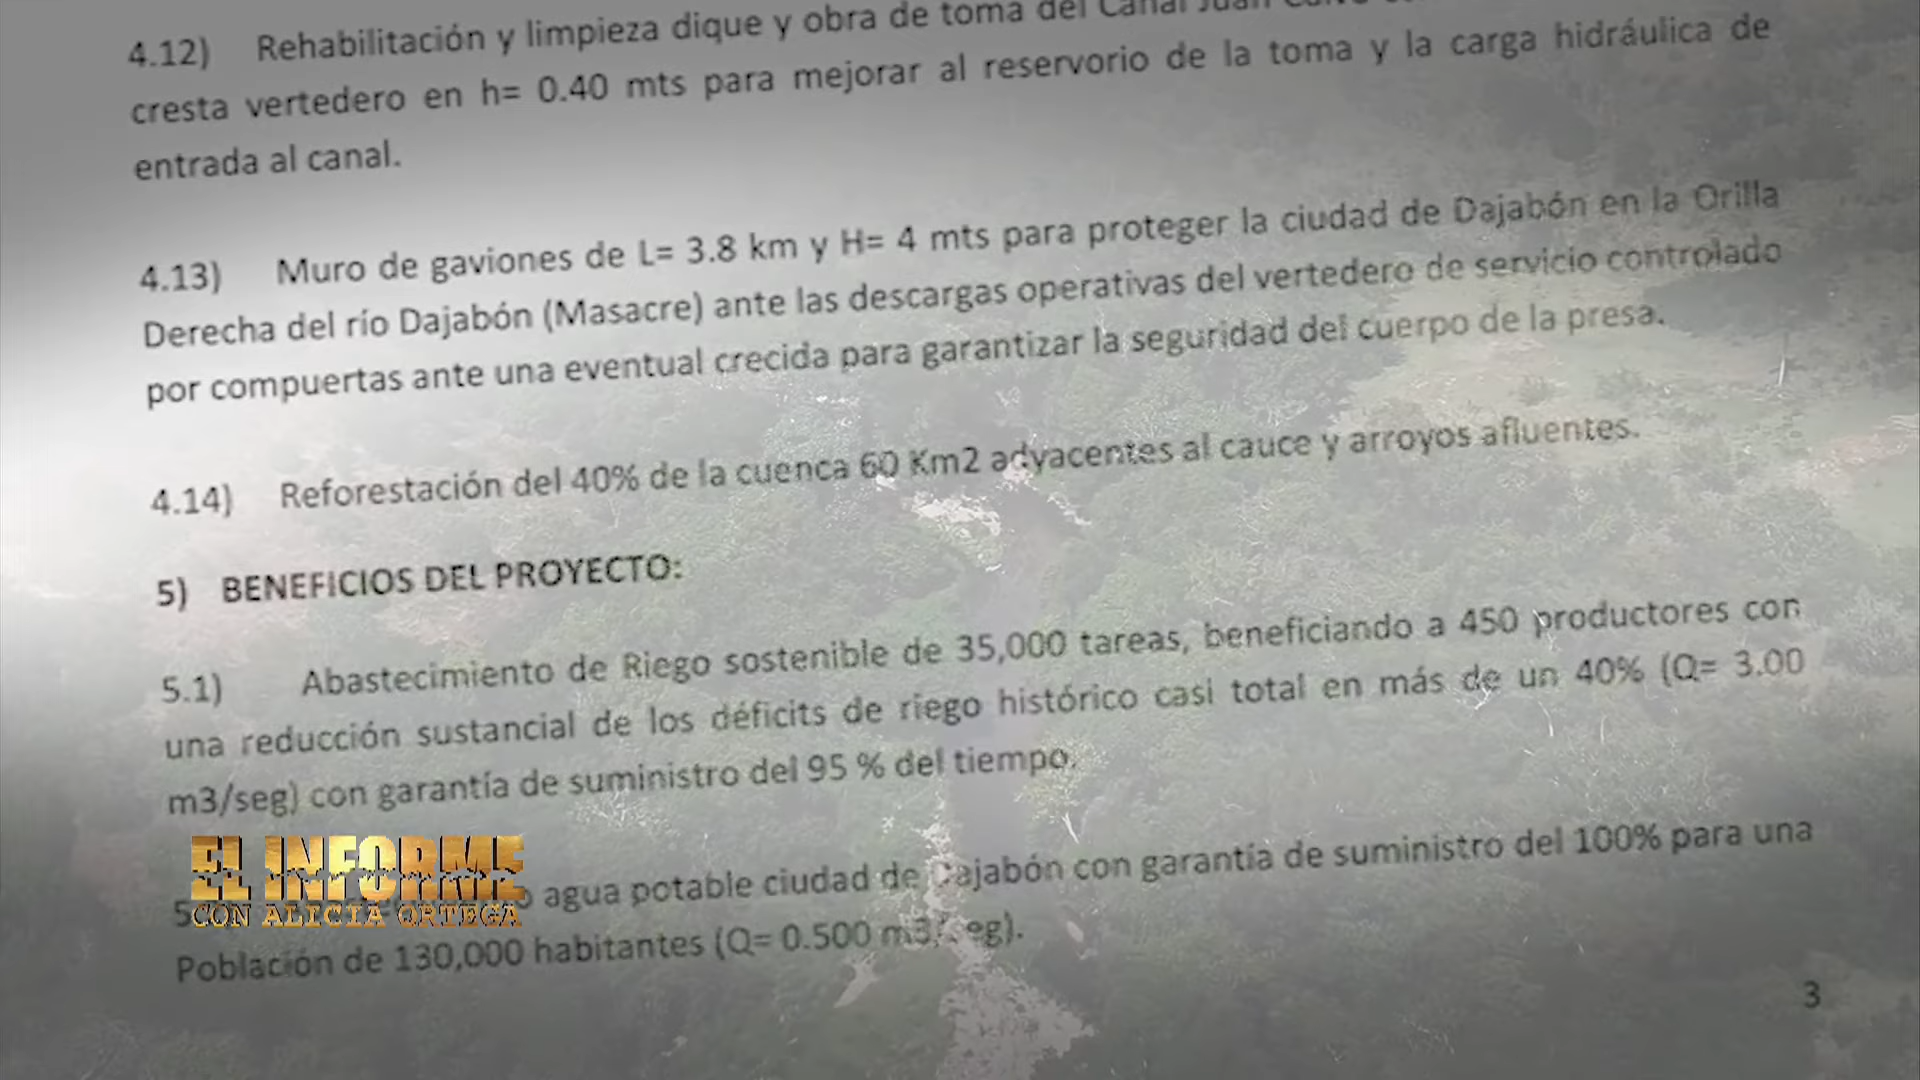 4.12) Rehabilitación y limpieza dique y obra de toma del Canal Juan
cresta vertedero en h= 0.40 mts para mejorar al reservorio de la toma y la carga hidráulica de
entrada al canal.
4.13) Muro de gaviones de L= 3.8 km y H= 4 mts para proteger la ciudad de Dajabón en la Orilla
Derecha del río Dajabón (Masacre) ante las descargas operativas del vertedero de servicio controlado
por compuertas ante una eventual crecida para garantizar la seguridad del cuerpo de la presa.
4.14) Reforestación del 40% de la cuenca 60 Km2 adyacentes al cauce y arroyos afluentes.
5) BENEFICIOS DEL PROYECTO:
5.1) Abastecimiento de Riego sostenible de 35,000 tareas, beneficiando a 450 productores con
una reducción sustancial de los déficits de riego histórico casi total en más de un 40% (Q= 3.00
m3/seg) con garantía de suministro del 95 % del tiempo.
EL INFORME
CON ALICIA ORTEGA
agua potable ciudad de Dajabón con garantía de suministro del 100% para una
Población de 130,000 habitantes (Q= 0.500 m3/seg).
3